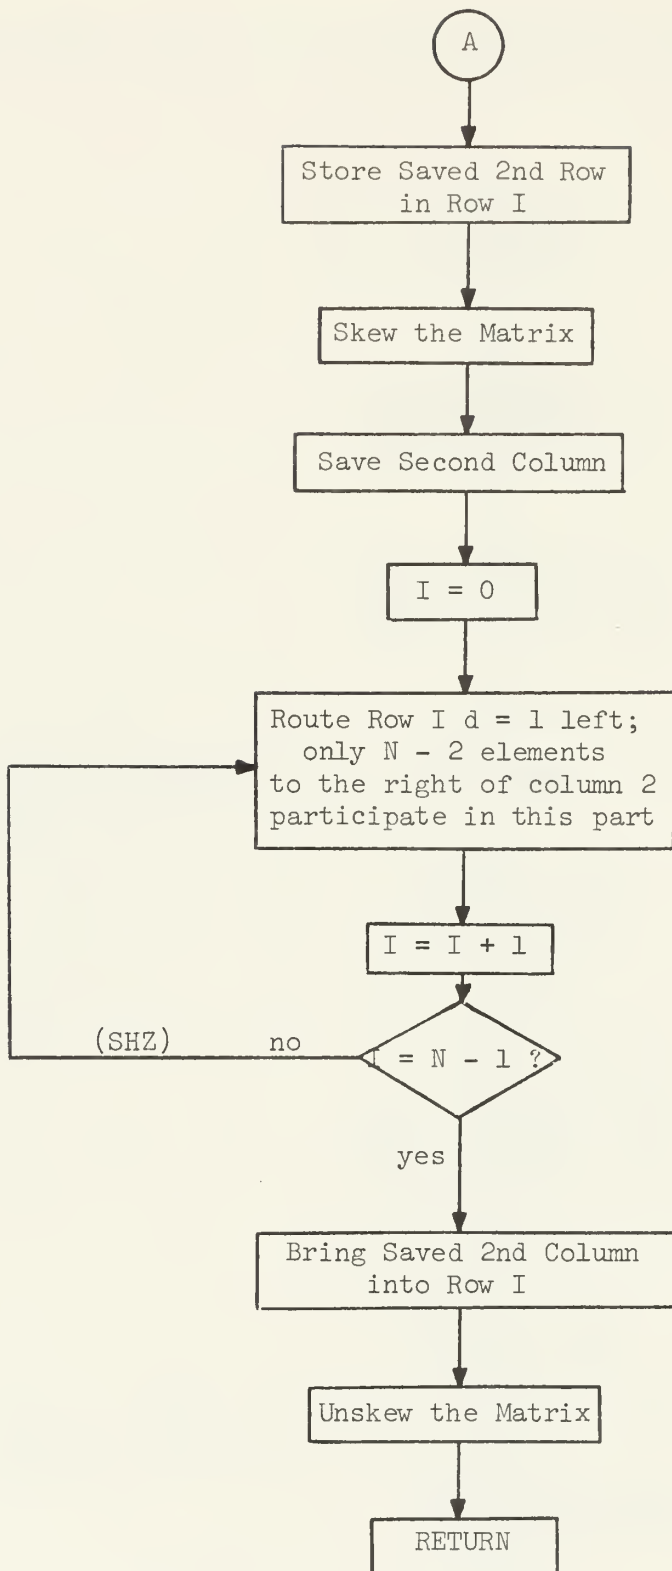 A
Store Saved 2nd Row
in Row I
Skew the Matrix
Save Second Column
I = 0
Route Row I d = 1 left;
only N - 2 elements
to the right of column 2
participate in this part
I = I + 1
(SHZ) no
I = N - 1 ?
yes
Bring Saved 2nd Column
into Row I
Unskew the Matrix
RETURN